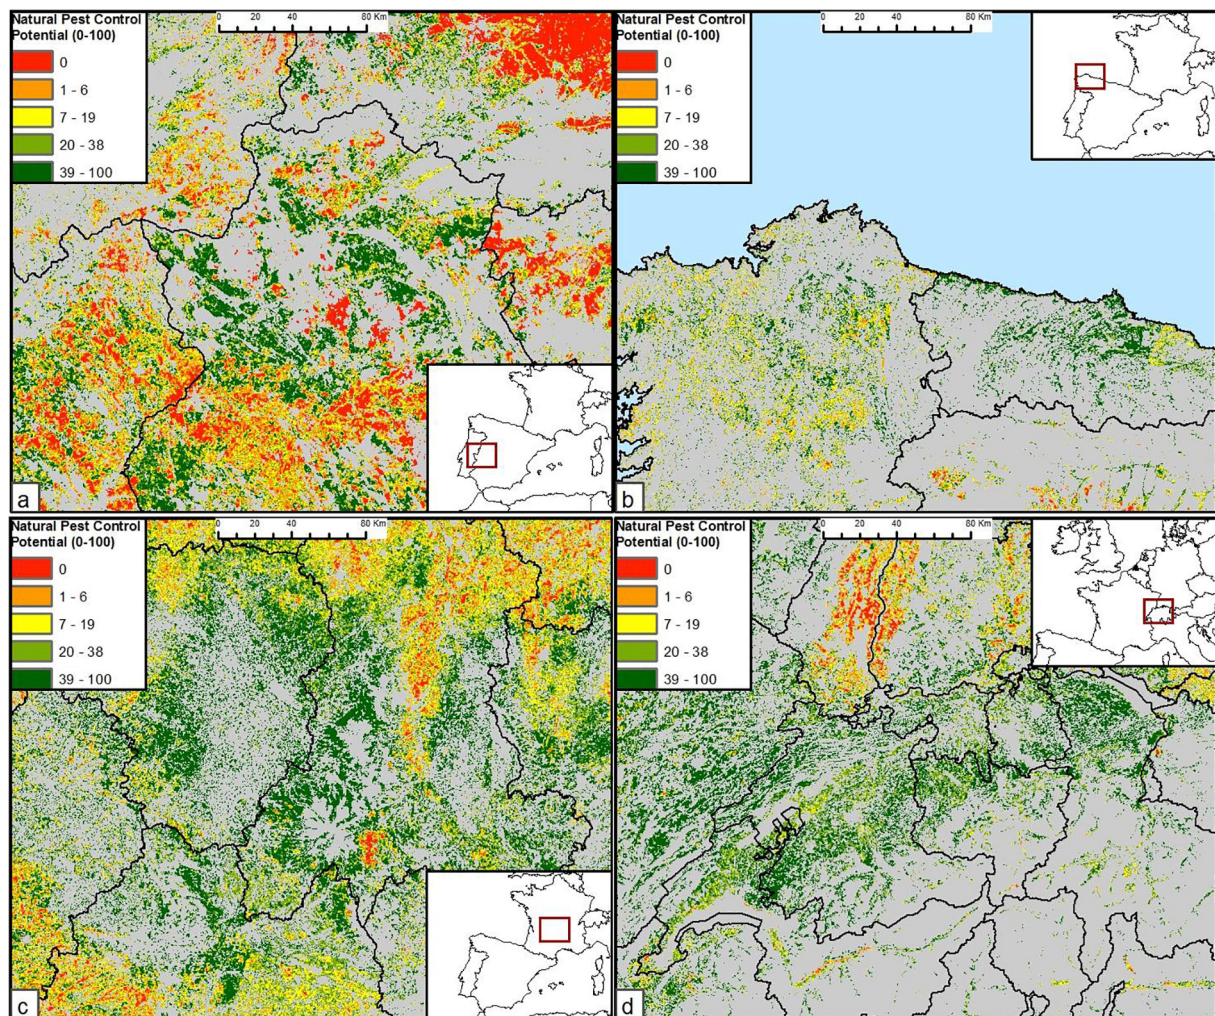 Natural Pest Control
Potential (0-100)
0
1 - 6
7 - 19
20 - 38
39 - 100
0 20 40 80 Km
a
Natural Pest Control
Potential (0-100)
0
1 - 6
7 - 19
20 - 38
39 - 100
0 20 40 80 Km
b
Natural Pest Control
Potential (0-100)
0
1 - 6
7 - 19
20 - 38
39 - 100
0 20 40 80 Km
c
Natural Pest Control
Potential (0-100)
0
1 - 6
7 - 19
20 - 38
39 - 100
0 20 40 80 Km
d